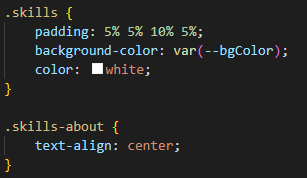 .skills {
    padding: 5% 5% 10% 5%;
    background-color: var(--bgColor);
    color: white;
}

.skills-about {
    text-align: center;
}